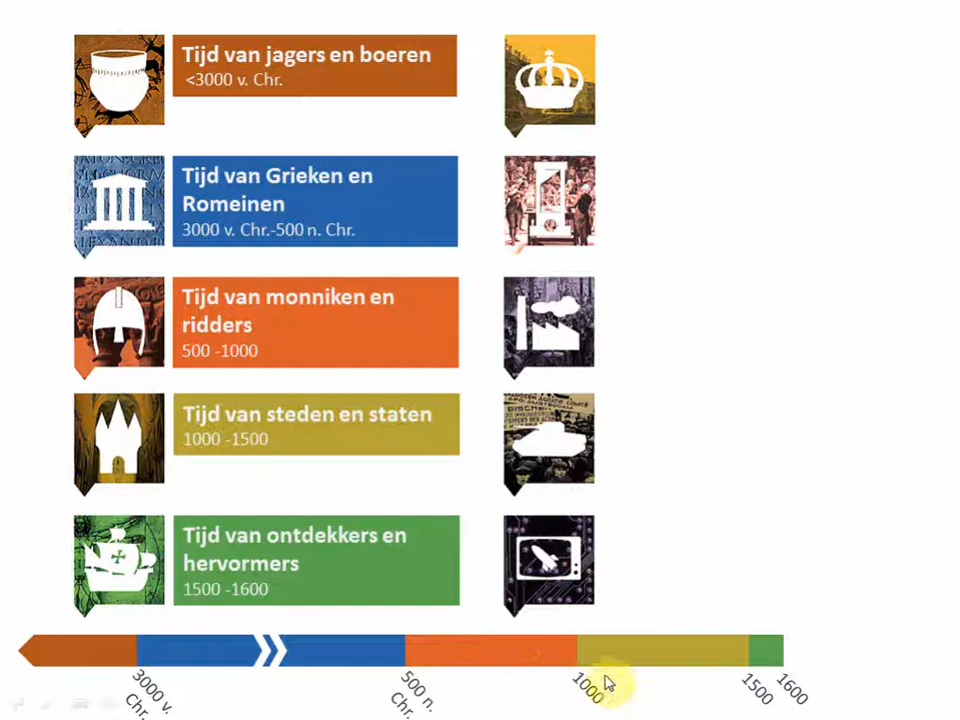 Tijd van jagers en boeren
<3000 v. Chr.
Tijd van Grieken en
Romeinen
3000 v. Chr.-500 n. Chr.
Tijd van monniken en
ridders
500 -1000
Tijd van steden en staten
1000 -1500
Tijd van ontdekkers en
hervormers
1500 -1600
BISCH
3000 v.
Chr.
500 n.
Chr.
1000
1500
1600